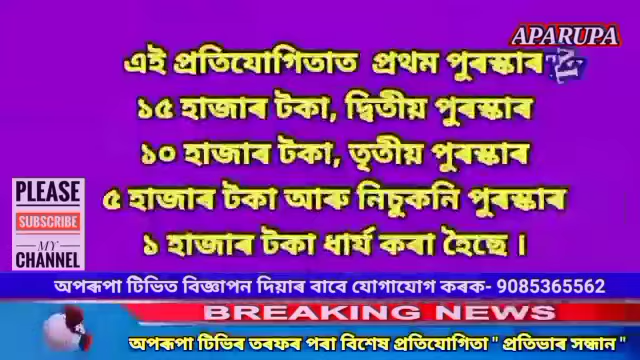 APARUPA
এই প্ৰতিযোগিতাত প্ৰথম পুৰস্কাৰ
১৫ হাজাৰ টকা, দ্বিতীয় পুৰস্কাৰ
১০ হাজাৰ টকা, তৃতীয় পুৰস্কাৰ
৫ হাজাৰ টকা আৰু নিচুকনি পুৰস্কাৰ
১ হাজাৰ টকা ধাৰ্য কৰা হৈছে ।
PLEASE
SUBSCRIBE
MY
CHANNEL
অপৰূপা টিভিত বিজ্ঞাপন দিয়াৰ বাবে যোগাযোগ কৰক- 9085365562
BREAKING NEWS
অপৰূপা টিভিৰ তৰফৰ পৰা বিশেষ প্ৰতিযোগিতা " প্ৰতিভাৰ সন্ধান "